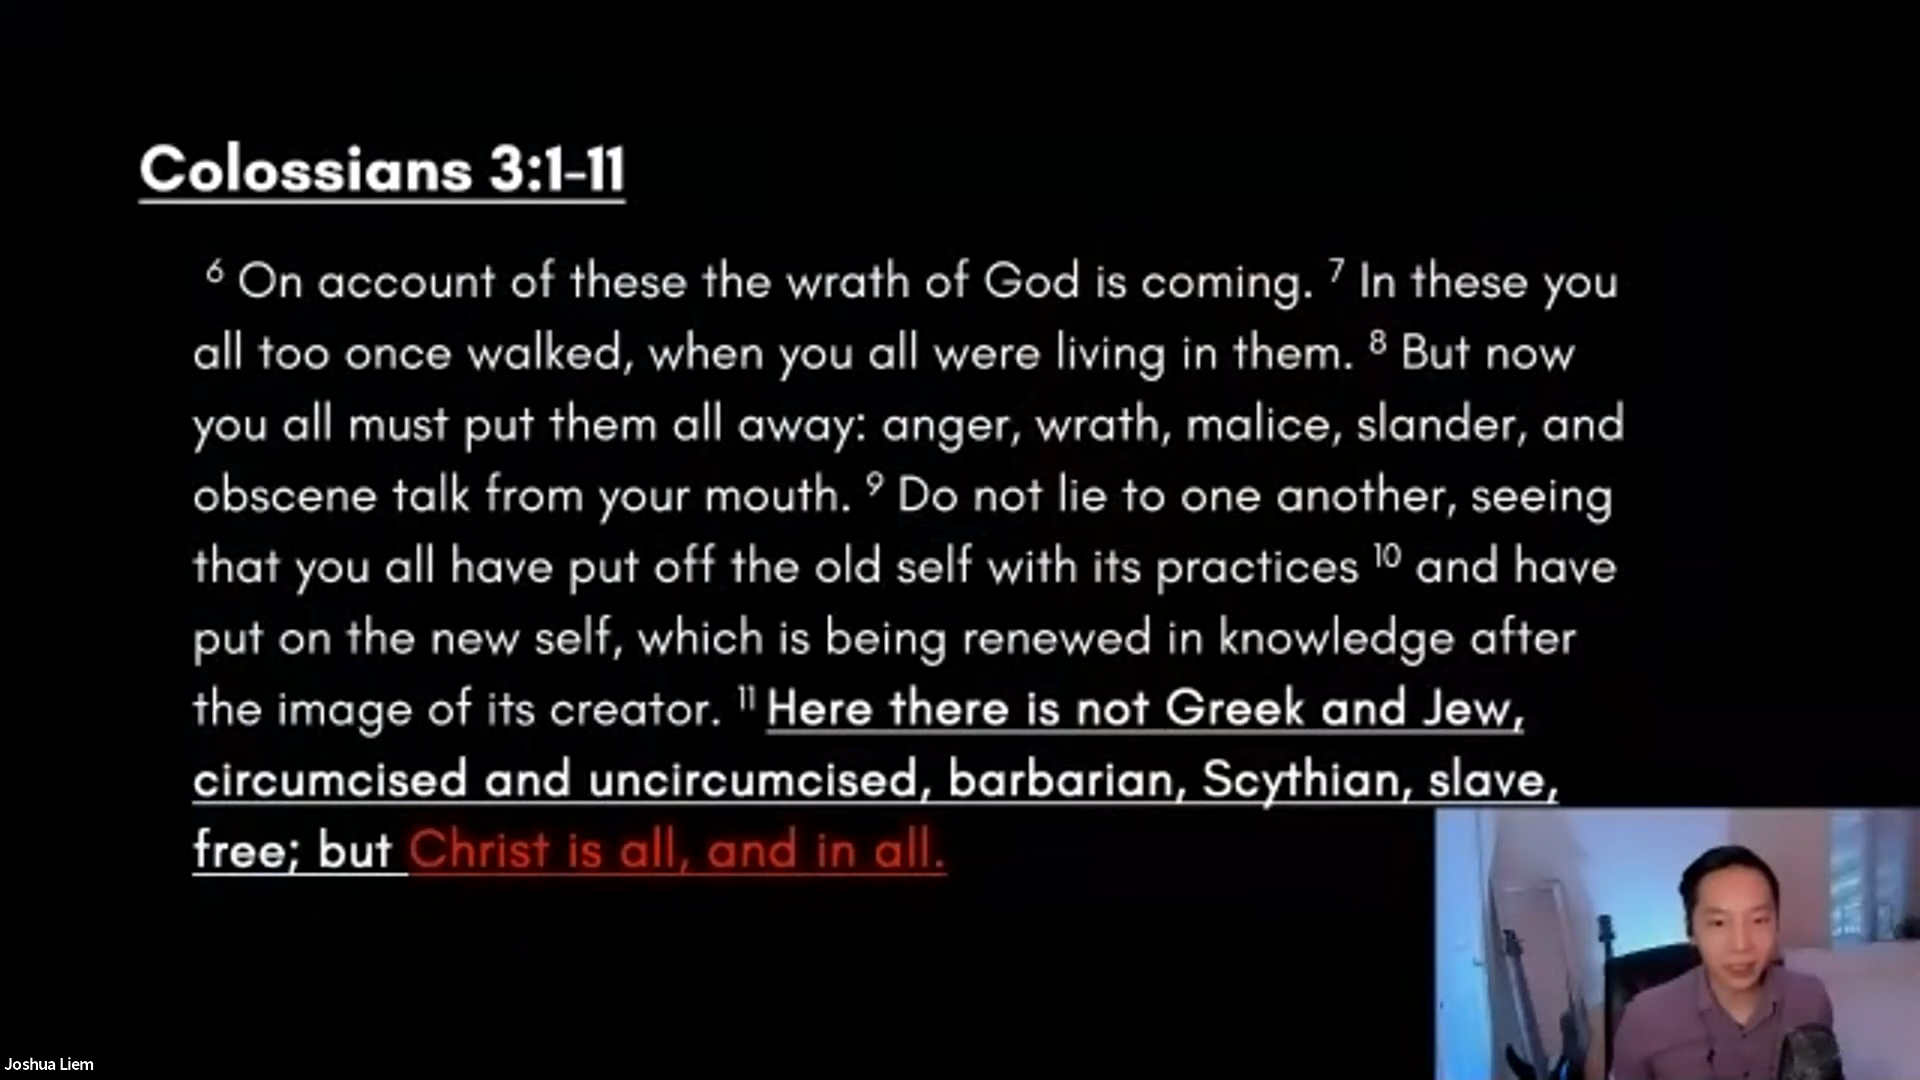 Colossians 3:1-11
6 On account of these the wrath of God is coming. 7 In these you
all too once walked, when you all were living in them. 8 But now
you all must put them all away: anger, wrath, malice, slander, and
obscene talk from your mouth. 9 Do not lie to one another, seeing
that you all have put off the old self with its practices 10 and have
put on the new self, which is being renewed in knowledge after
the image of its creator. 11 Here there is not Greek and Jew,
circumcised and uncircumcised, barbarian, Scythian, slave,
free; but Christ is all, and in all.
Joshua Liem